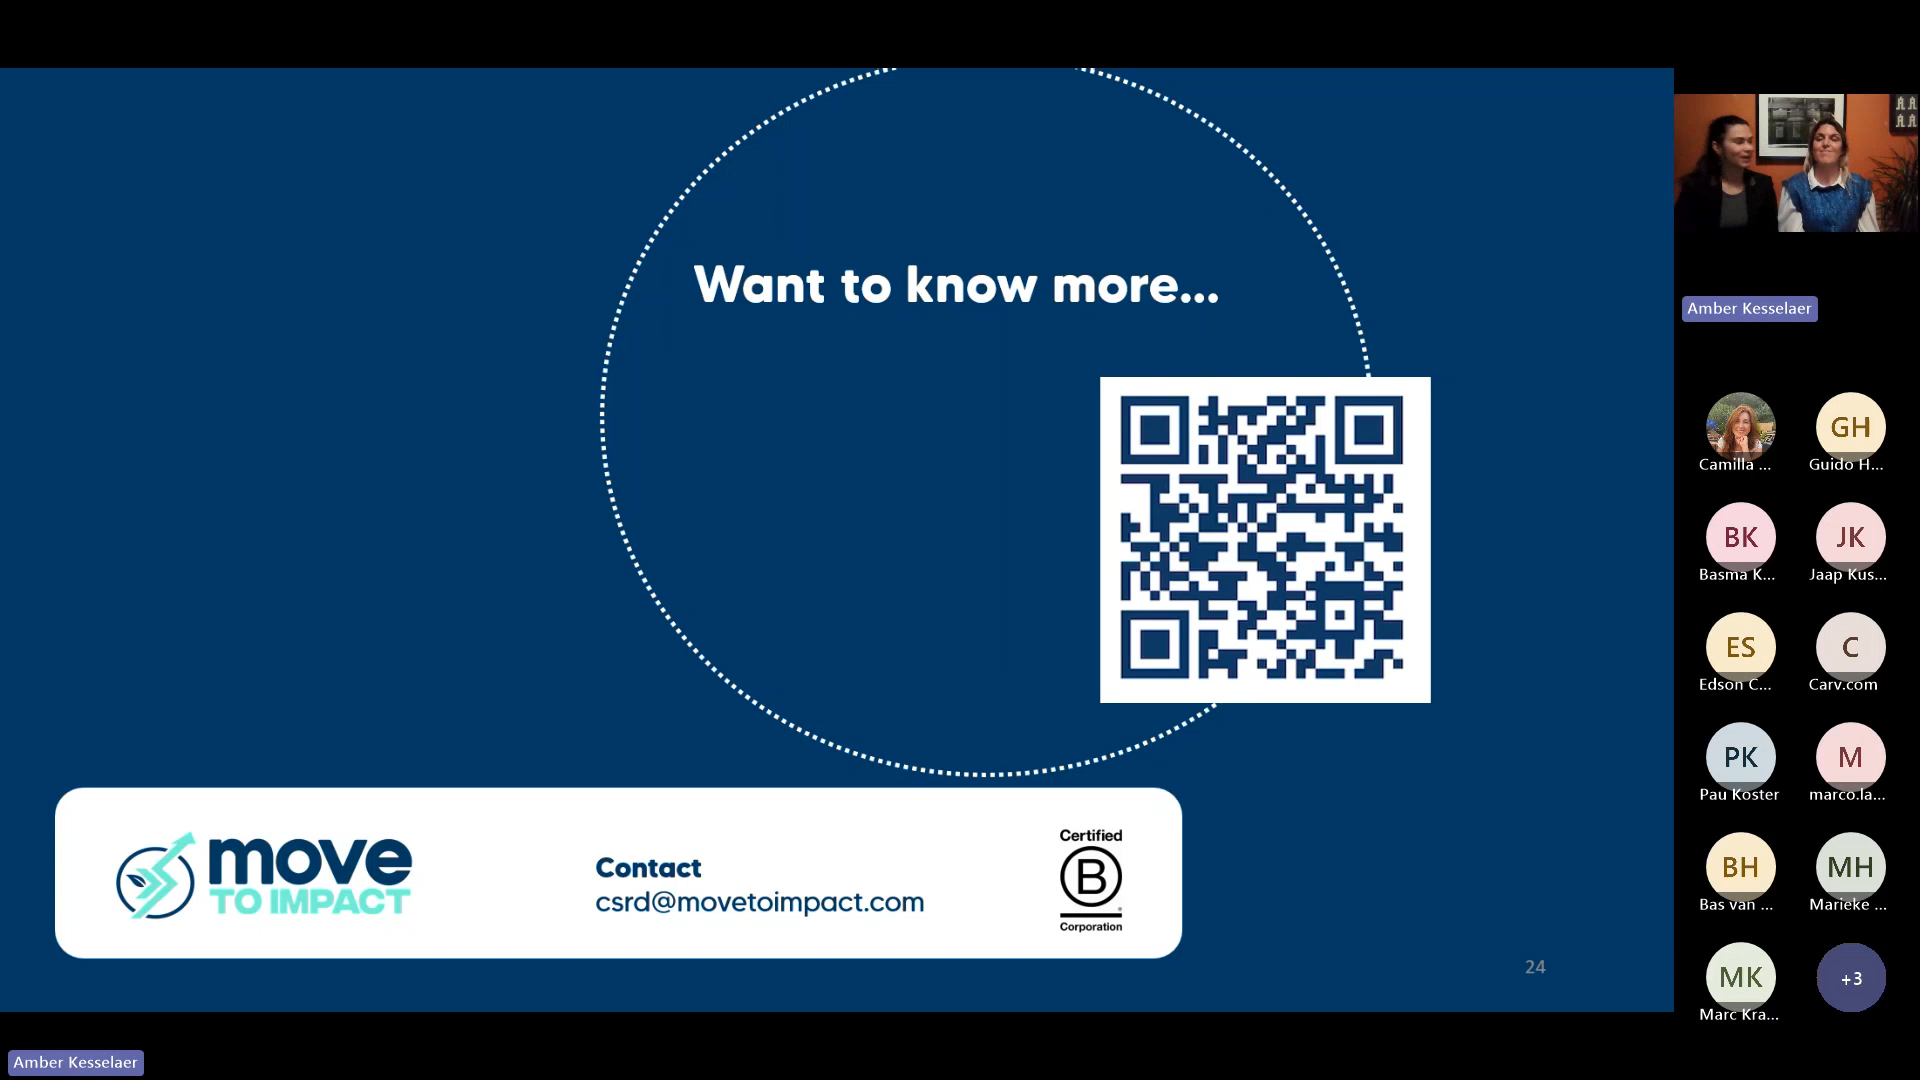 Want to know more...
move
TO IMPACT
Contact
csrd@movetoimpact.com
Certified
B
Corporation
24
Amber Kesselaer
Amber Kesselaer
Camilla ...
GH
Guido H...
BK
Basma K...
JK
Jaap Kus...
ES
Edson C...
C
Carv.com
PK
Pau Koster
M
marco.la...
BH
Bas van ...
MH
Marieke ...
MK
Marc Kra...
+3